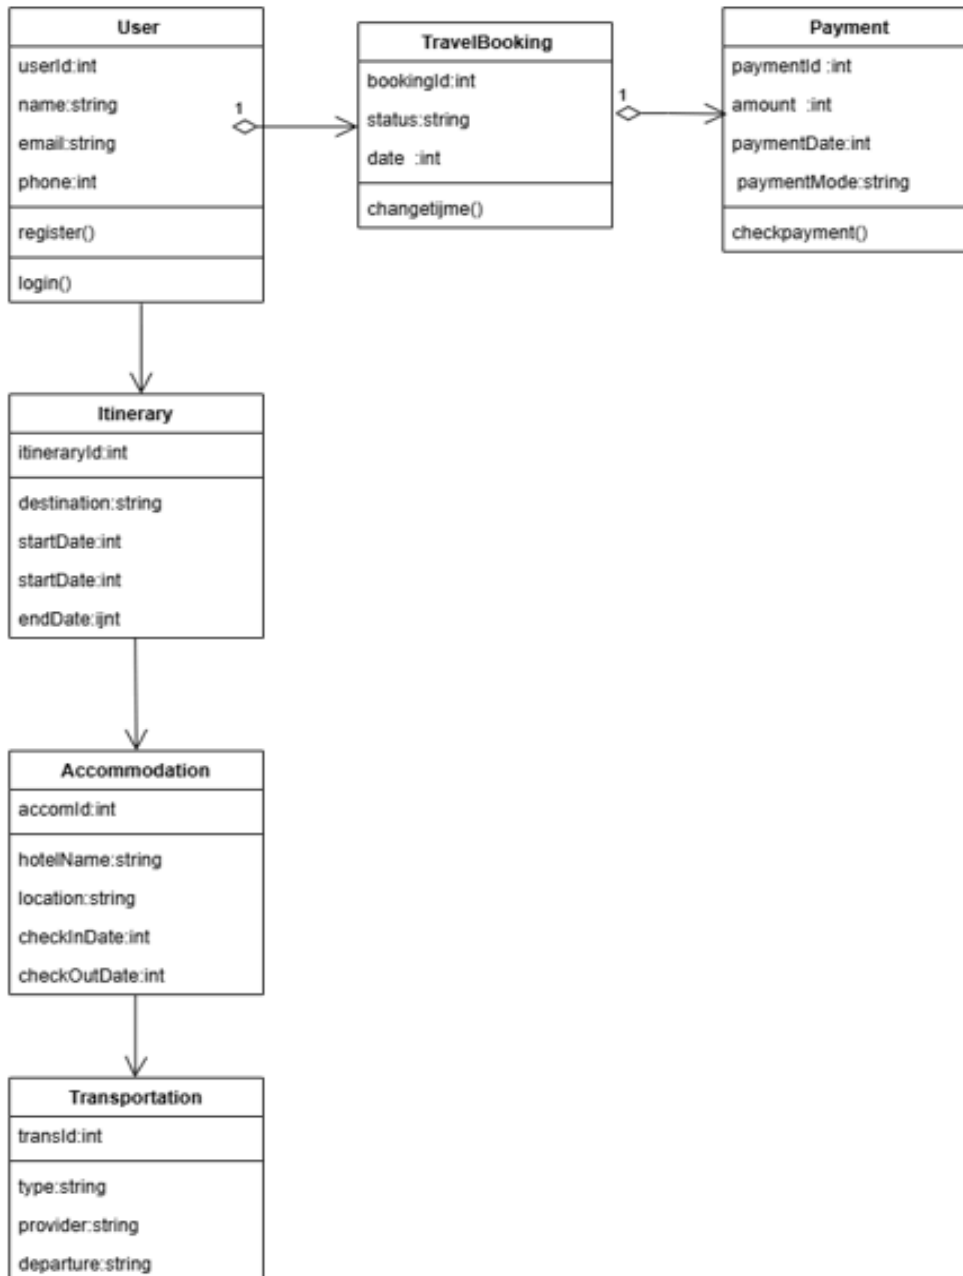 User
userId:int
name:string
email:string
phone:int
register()
login()
1
TravelBooking
bookingId:int
status:string
date :int
changetijme()
1
Payment
paymentId :int
amount :int
paymentDate:int
paymentMode:string
checkpayment()
Itinerary
itineraryId:int
destination:string
startDate:int
startDate:int
endDate:ijnt
Accommodation
accomId:int
hotelName:string
location:string
checkInDate:int
checkOutDate:int
Transportation
transId:int
type:string
provider:string
departure:string